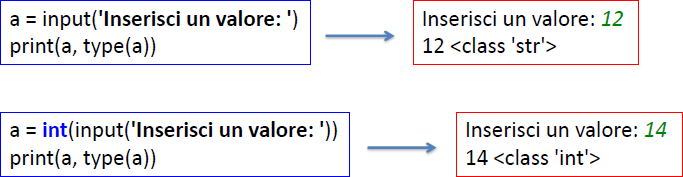 a = input('Inserisci un valore: ')
print(a, type(a))
Inserisci un valore: 12
12 <class 'str'>
a = int(input('Inserisci un valore: '))
print(a, type(a))
Inserisci un valore: 14
14 <class 'int'>